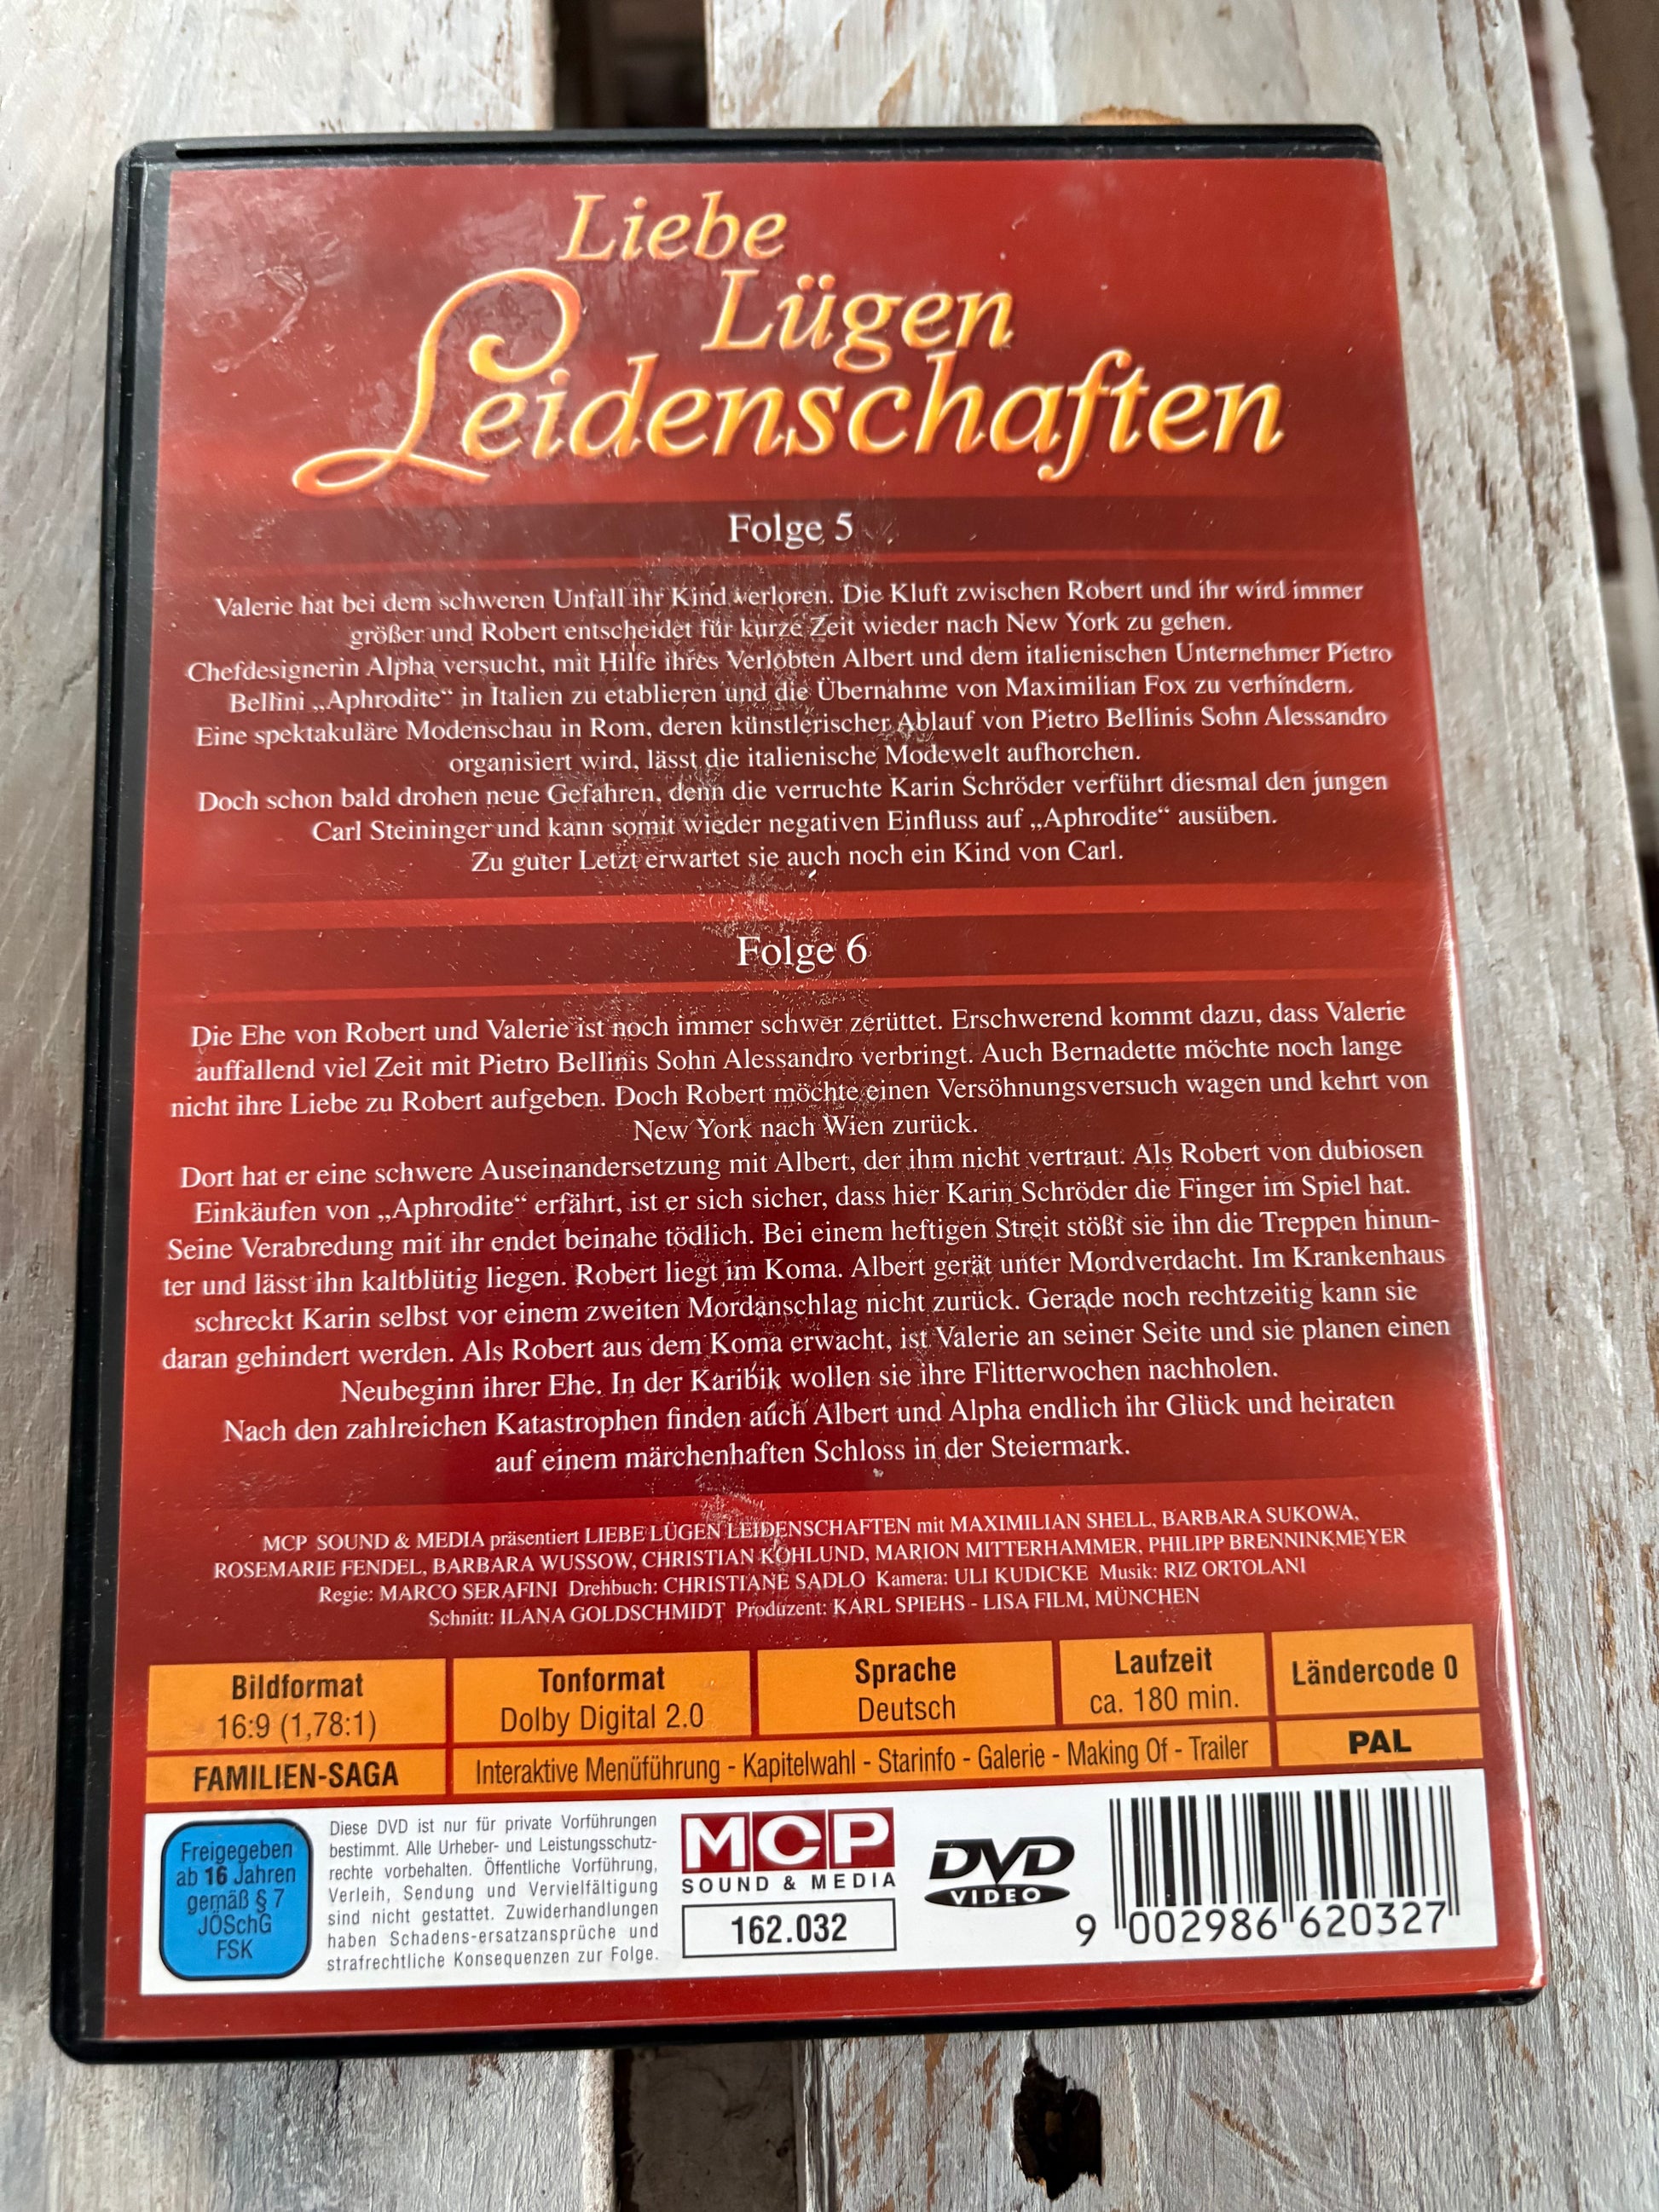 Liebe
Lügen
Leidenschaften
Folge 5
Valerie hat bei dem schweren Unfall ihr Kind verloren. Die Kluft zwischen Robert und ihr wird immer
größer und Robert entscheidet für kurze Zeit wieder nach New York zu gehen.
Chefdesignerin Alpha versucht, mit Hilfe ihres Verlobten Albert und dem italienischen Unternehmer Pietro
Bellini „Aphrodite“ in Italien zu etablieren und die Übernahme von Maximilian Fox zu verhindern.
Eine spektakuläre Modenschau in Rom, deren künstlerischer Ablauf von Pietro Bellinis Sohn Alessandro
organisiert wird, lässt die italienische Modewelt aufhorchen.
Doch schon bald drohen neue Gefahren, denn die verruchte Karin Schröder verführt diesmal den jungen
Carl Steininger und kann somit wieder negativen Einfluss auf „Aphrodite“ ausüben.
Zu guter Letzt erwartet sie auch noch ein Kind von Carl.
Folge 6
Die Ehe von Robert und Valerie ist noch immer schwer zerüttet. Erschwerend kommt dazu, dass Valerie
auffallend viel Zeit mit Pietro Bellinis Sohn Alessandro verbringt. Auch Bernadette möchte noch lange
nicht ihre Liebe zu Robert aufgeben. Doch Robert möchte einen Versöhnungsversuch wagen und kehrt von
New York nach Wien zurück.
Dort hat er eine schwere Auseinandersetzung mit Albert, der ihm nicht vertraut. Als Robert von dubiosen
Einkäufen von „Aphrodite“ erfährt, ist er sich sicher, dass hier Karin Schröder die Finger im Spiel hat.
Seine Verabredung mit ihr endet beinahe tödlich. Bei einem heftigen Streit stößt sie ihn die Treppen hinun-
ter und lässt ihn kaltblütig liegen. Robert liegt im Koma. Albert gerät unter Mordverdacht. Im Krankenhaus
schreckt Karin selbst vor einem zweiten Mordanschlag nicht zurück. Gerade noch rechtzeitig kann sie
daran gehindert werden. Als Robert aus dem Koma erwacht, ist Valerie an seiner Seite und sie planen einen
Neubeginn ihrer Ehe. In der Karibik wollen sie ihre Flitterwochen nachholen.
Nach den zahlreichen Katastrophen finden auch Albert und Alpha endlich ihr Glück und heiraten
auf einem märchenhaften Schloss in der Steiermark.
MCP SOUND & MEDIA präsentiert LIEBE LÜGEN LEIDENSCHAFTEN mit MAXIMILIAN SHELL, BARBARA SUKOWA,
ROSEMARIE FENDEL, BARBARA WUSSOW, CHRISTIAN KOHLUND, MARION MITTERHAMMER, PHILIPP BRENNINKMEYER
Regie: MARCO SERAFINI Drehbuch: CHRISTIANE SADLO Kamera: ULI KUDICKE Musik: RIZ ORTOLANI
Schnitt: ILANA GOLDSCHMIDT Produzent: KARL SPIEHS - LISA FILM, MÜNCHEN
Bildformat
16:9 (1,78:1)
Tonformat
Dolby Digital 2.0
Sprache
Deutsch
Laufzeit
ca. 180 min.
Ländercode 0
FAMILIEN-SAGA
Interaktive Menüführung - Kapitelwahl - Starinfo - Galerie - Making Of - Trailer
PAL
Freigegeben
ab 16 Jahren
gemäß § 7
JÖSchG
FSK
Diese DVD ist nur für private Vorführungen
bestimmt. Alle Urheber- und Leistungsschutz-
rechte vorbehalten. Öffentliche Vorführung,
Verleih, Sendung und Vervielfältigung
sind nicht gestattet. Zuwiderhandlungen
haben Schadens-ersatzansprüche und
strafrechtliche Konsequenzen zur Folge.
MCP
SOUND & MEDIA
162.032
DVD
VIDEO
9 002986 620327